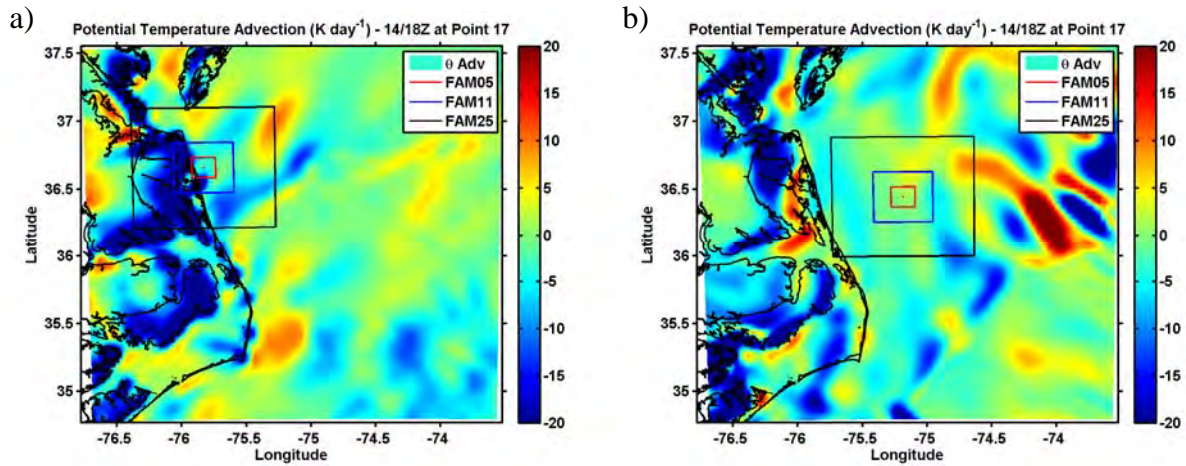 a)
Potential Temperature Advection (K day-1) - 14/18Z at Point 17
37.5
37
36.5
36
35.5
35
Latitude
-76.5
-76
-75.5
-75
-74.5
-74
Longitude
θ Adv
FAM05
FAM11
FAM25
20
15
10
5
0
-5
-10
-15
-20
b)
Potential Temperature Advection (K day-1) - 14/18Z at Point 17
37.5
37
36.5
36
35.5
35
Latitude
-76.5
-76
-75.5
-75
-74.5
-74
Longitude
θ Adv
FAM05
FAM11
FAM25
20
15
10
5
0
-5
-10
-15
-20